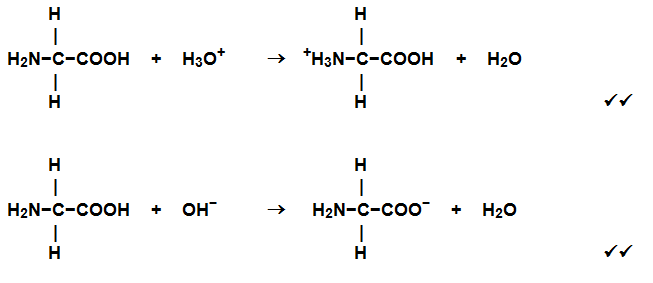 H H
| |
H₂N–C–COOH + H₃O⁺ → ⁺H₃N–C–COOH + H₂O
| |
H H ✓✓
H H
| |
H₂N–C–COOH + OH⁻ → H₂N–C–COO⁻ + H₂O
| |
H H ✓✓